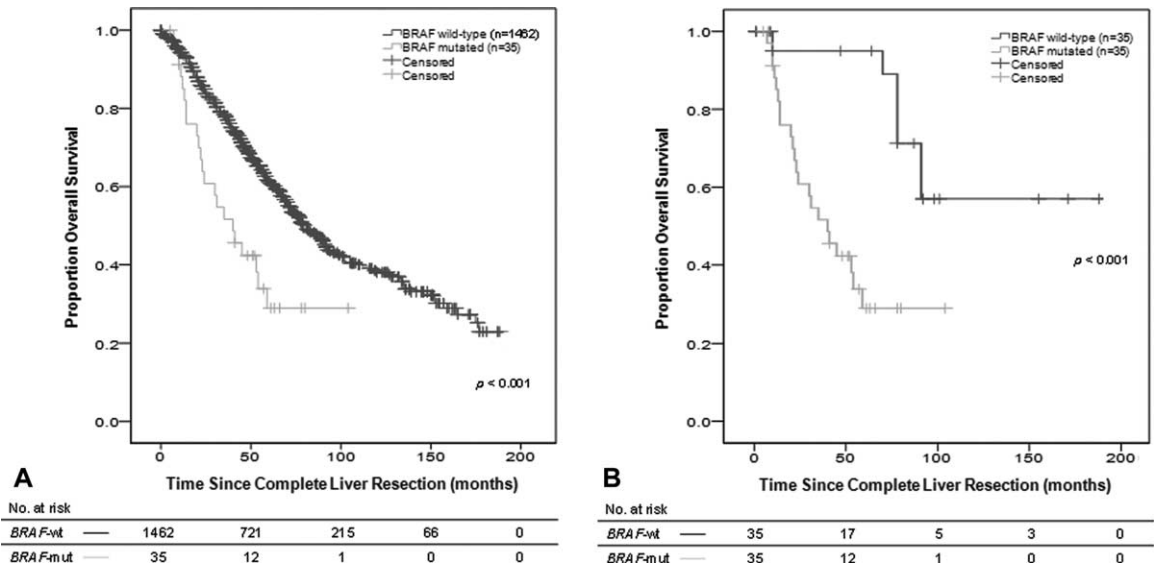 1.0
0.8
0.6
0.4
0.2
0.0
Proportion Overall Survival
BRAF wild-type (n=1462)
BRAF mutated (n=35)
Censored
Censored
p < 0.001
0 50 100 150 200
Time Since Complete Liver Resection (months)
A
No. at risk
BRAF-wt 1462 721 215 66 0
BRAF-mut 35 12 1 0 0
1.0
0.8
0.6
0.4
0.2
0.0
Proportion Overall Survival
BRAF wild-type (n=35)
BRAF mutated (n=35)
Censored
Censored
p < 0.001
0 50 100 150 200
Time Since Complete Liver Resection (months)
B
No. at risk
BRAF-wt 35 17 5 3 0
BRAF-mut 35 12 1 0 0